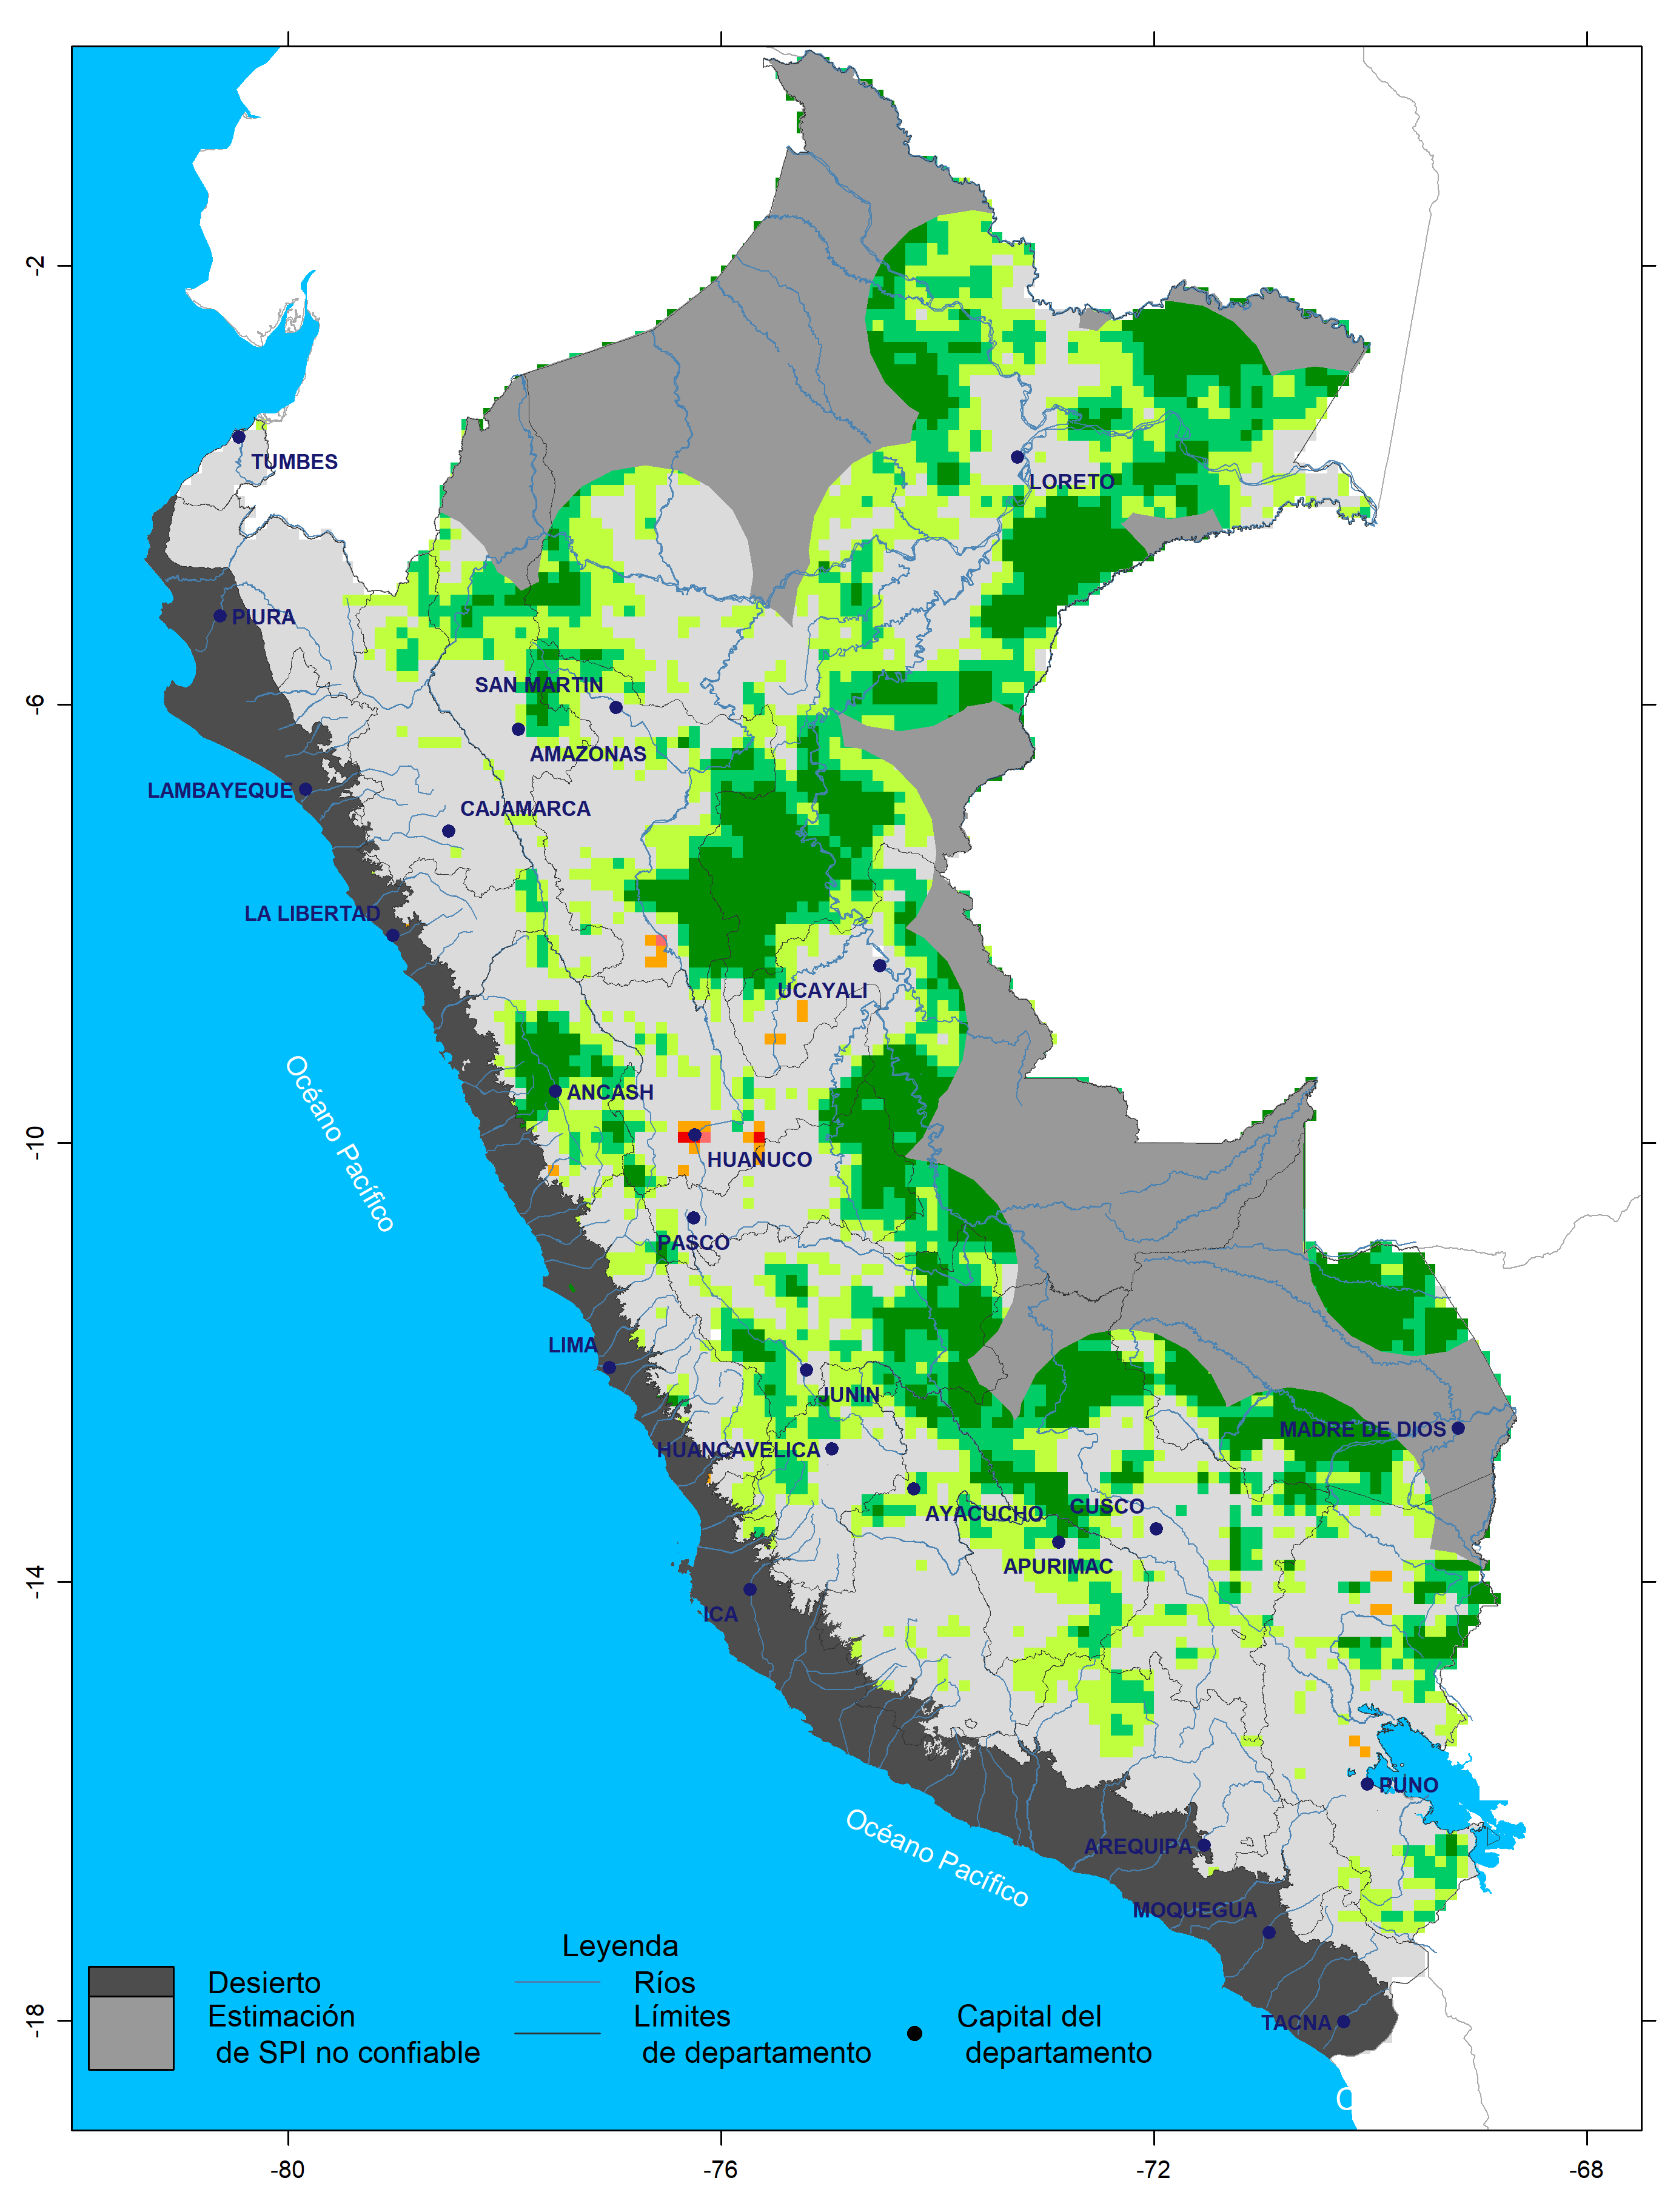 -2
-6
-10
-14
-18
-80
-76
-72
-68
TUMBES
LORETO
PIURA
SAN MARTIN
AMAZONAS
LAMBAYEQUE
CAJAMARCA
LA LIBERTAD
UCAYALI
ANCASH
HUANUCO
PASCO
LIMA
JUNIN
MADRE DE DIOS
HUANCAVELICA
AYACUCHO
CUSCO
APURIMAC
ICA
PUNO
AREQUIPA
MOQUEGUA
TACNA
Océano Pacífico
Océano Pacífico
O
Leyenda
Desierto
Estimación
de SPI no confiable
Ríos
Límites
de departamento
Capital del
departamento